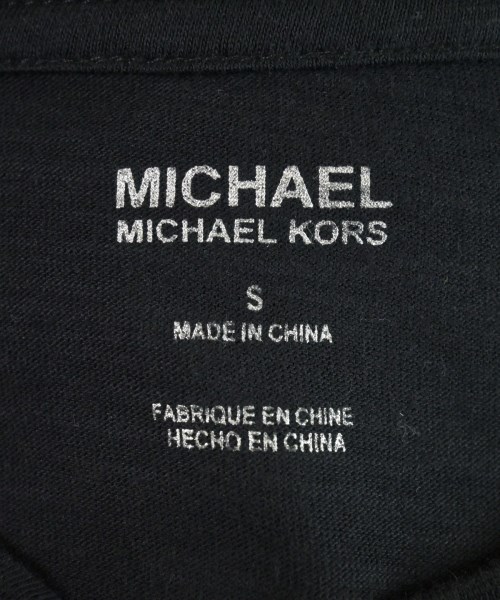 MICHAEL
MICHAEL KORS
S
MADE IN CHINA
FABRIQUE EN CHINE
HECHO EN CHINA